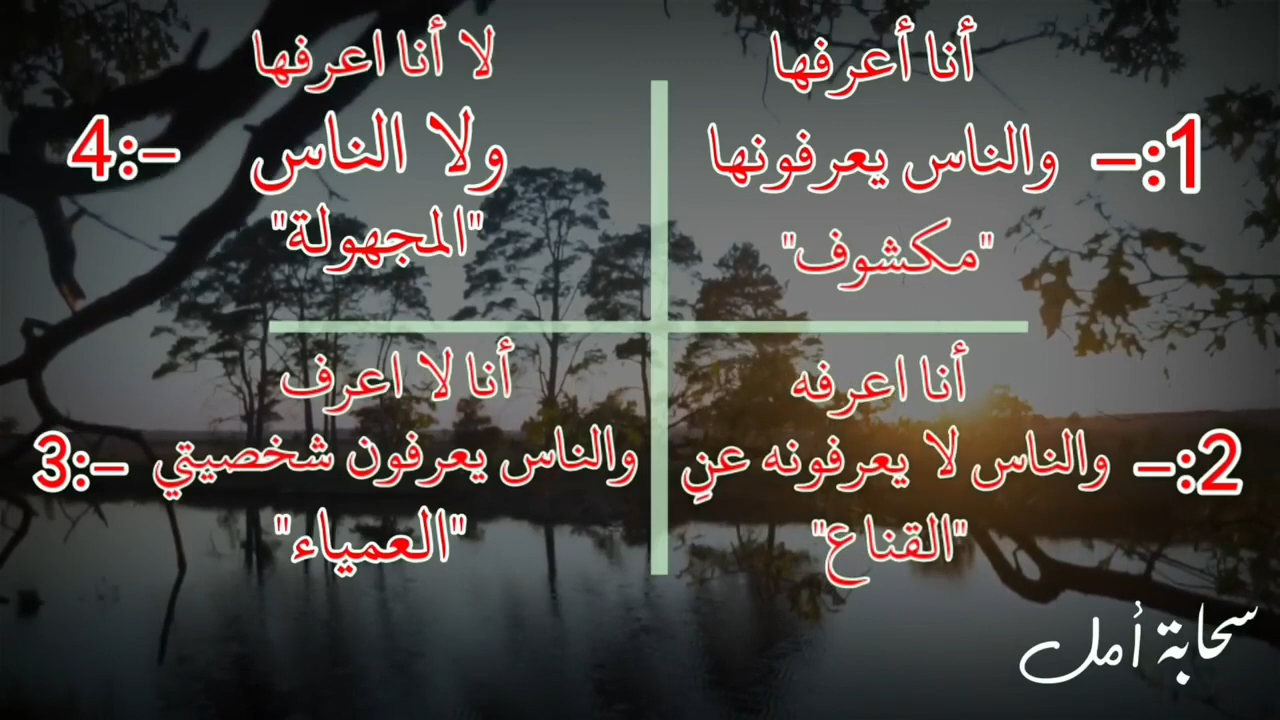 أنا أعرفها
1:- والناس يعرفونها
"مكشوف"
أنا اعرفه
2:- والناس لا يعرفونه عنِ
"القناع"
أنا لا اعرف
3:- والناس يعرفون شخصيتي
"العمياء"
لا أنا اعرفها
4:- ولا الناس
"المجهولة"
سحابة أمل